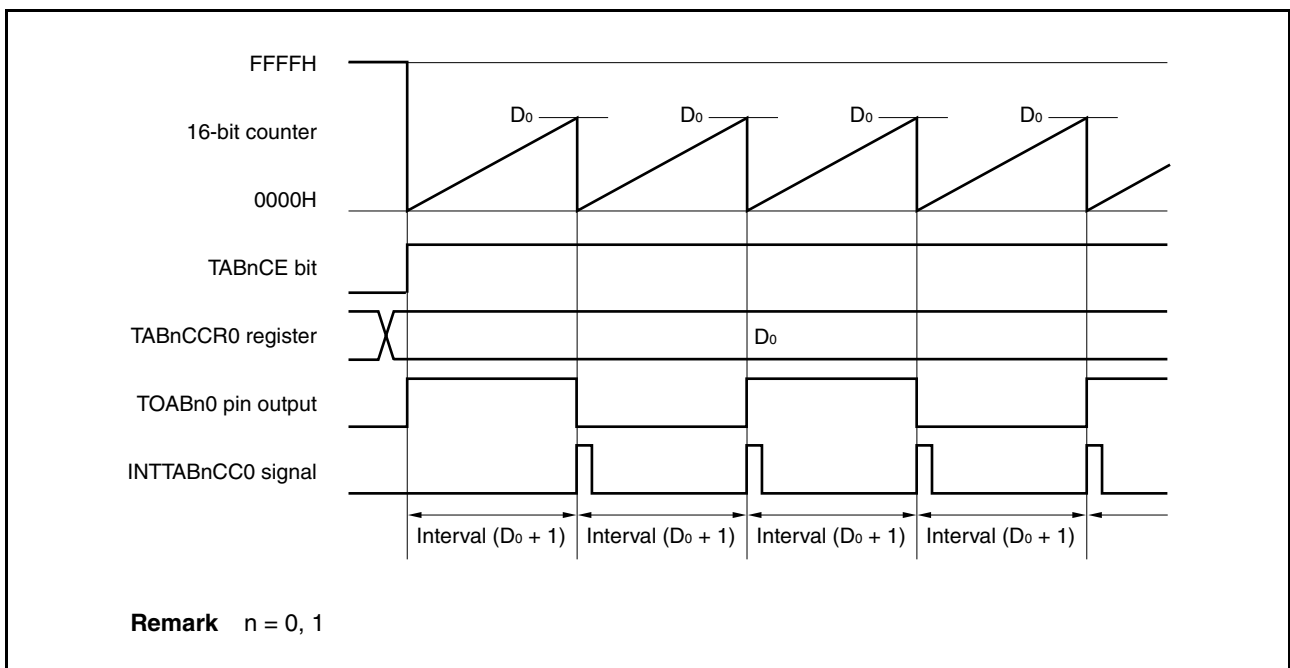 FFFFH
D0 D0 D0 D0
16-bit counter
0000H
TABnCE bit
TABnCCR0 register D0
TOABn0 pin output
INTTABnCC0 signal
Interval (D0 + 1) Interval (D0 + 1) Interval (D0 + 1) Interval (D0 + 1)
Remark n = 0, 1